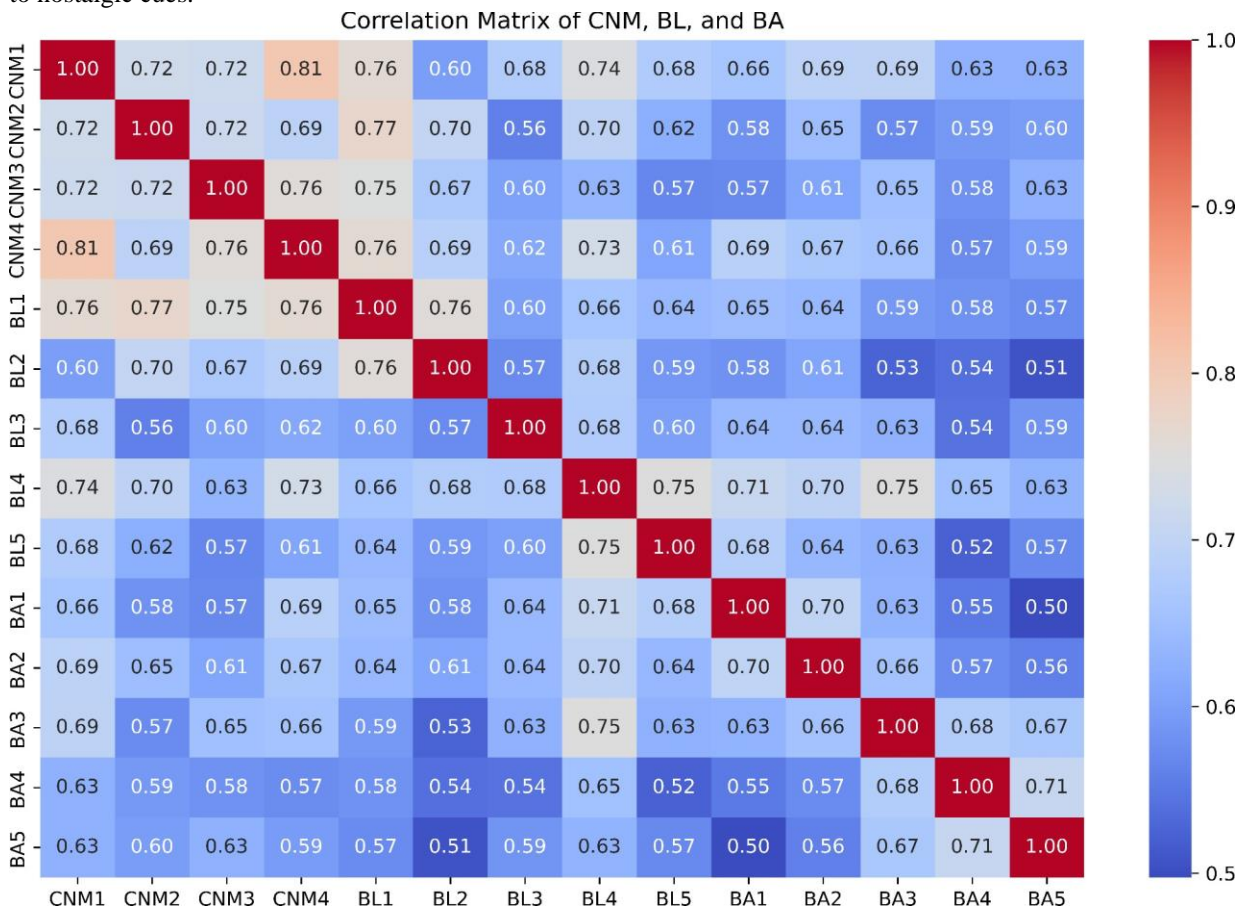 to nostalgic cues.
Correlation Matrix of CNM, BL, and BA
CNM1 1.00 0.72 0.72 0.81 0.76 0.60 0.68 0.74 0.68 0.66 0.69 0.69 0.63 0.63
CNM2 0.72 1.00 0.72 0.69 0.77 0.70 0.56 0.70 0.62 0.58 0.65 0.57 0.59 0.60
CNM3 0.72 0.72 1.00 0.76 0.75 0.67 0.60 0.63 0.57 0.57 0.61 0.65 0.58 0.63
CNM4 0.81 0.69 0.76 1.00 0.76 0.69 0.62 0.73 0.61 0.69 0.67 0.66 0.57 0.59
BL1 0.76 0.77 0.75 0.76 1.00 0.76 0.60 0.66 0.64 0.65 0.64 0.59 0.58 0.57
BL2 0.60 0.70 0.67 0.69 0.76 1.00 0.57 0.68 0.59 0.58 0.61 0.53 0.54 0.51
BL3 0.68 0.56 0.60 0.62 0.60 0.57 1.00 0.68 0.60 0.64 0.64 0.63 0.54 0.59
BL4 0.74 0.70 0.63 0.73 0.66 0.68 0.68 1.00 0.75 0.71 0.70 0.75 0.65 0.63
BL5 0.68 0.62 0.57 0.61 0.64 0.59 0.60 0.75 1.00 0.68 0.64 0.63 0.52 0.57
BA1 0.66 0.58 0.57 0.69 0.65 0.58 0.64 0.71 0.68 1.00 0.70 0.63 0.55 0.50
BA2 0.69 0.65 0.61 0.67 0.64 0.61 0.64 0.70 0.64 0.70 1.00 0.66 0.57 0.56
BA3 0.69 0.57 0.65 0.66 0.59 0.53 0.63 0.75 0.63 0.63 0.66 1.00 0.68 0.67
BA4 0.63 0.59 0.58 0.57 0.58 0.54 0.54 0.65 0.52 0.55 0.57 0.68 1.00 0.71
BA5 0.63 0.60 0.63 0.59 0.57 0.51 0.59 0.63 0.57 0.50 0.56 0.67 0.71 1.00
CNM1 CNM2 CNM3 CNM4 BL1 BL2 BL3 BL4 BL5 BA1 BA2 BA3 BA4 BA5
1.0
0.9
0.8
0.7
0.6
0.5